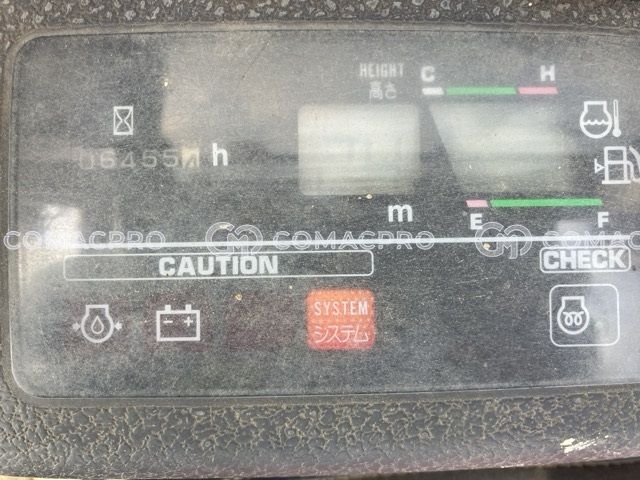 HEIGHT
高さ
C H
06455 h
m
E F
COMACPRO COMACPRO COMACPRO
CAUTION
CHECK
SYSTEM
システム